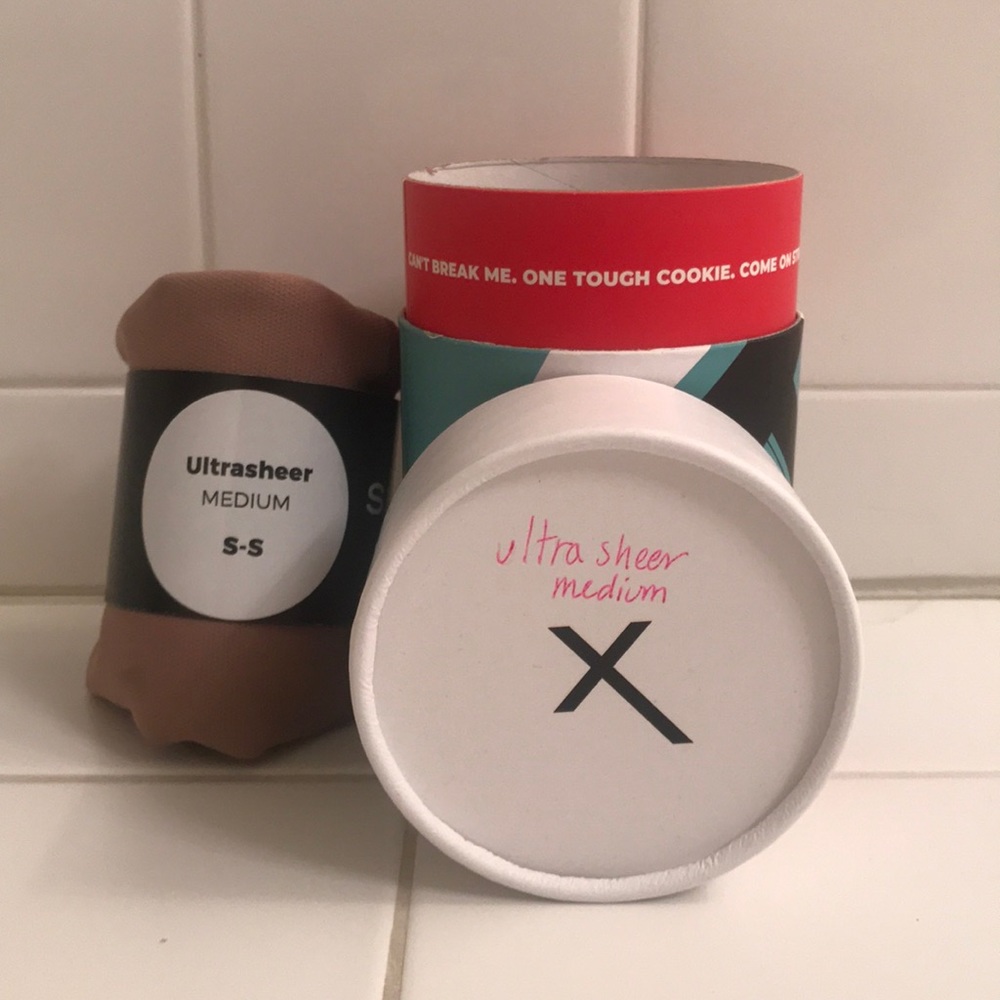 CAN'T BREAK ME. ONE TOUGH COOKIE. COME ON
Ultrasheer
MEDIUM
S-S
ultra sheer
medium
X